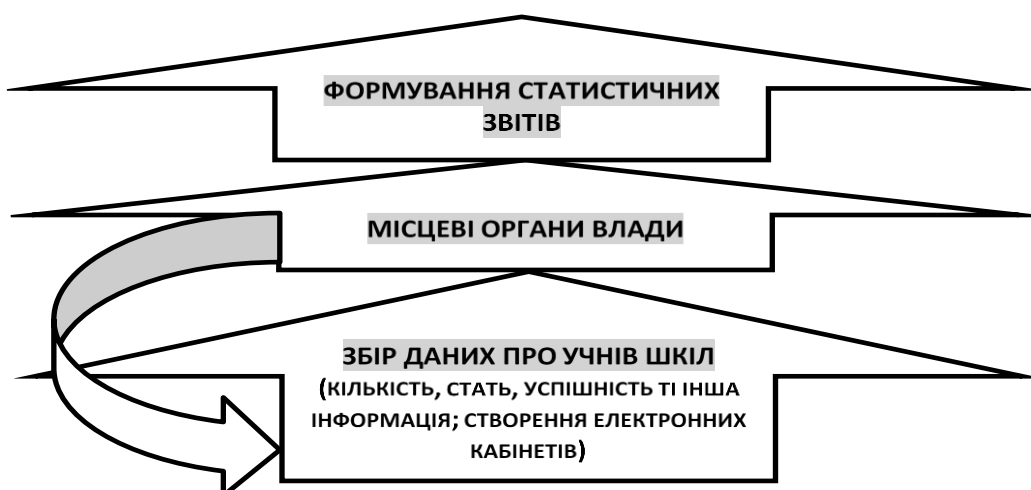 ФОРМУВАННЯ СТАТИСТИЧНИХ
ЗВІТІВ
МІСЦЕВІ ОРГАНИ ВЛАДИ
ЗБІР ДАНИХ ПРО УЧНІВ ШКІЛ
(КІЛЬКІСТЬ, СТАТЬ, УСПІШНІСТЬ ТІ ІНША
ІНФОРМАЦІЯ; СТВОРЕННЯ ЕЛЕКТРОННИХ
КАБІНЕТІВ)